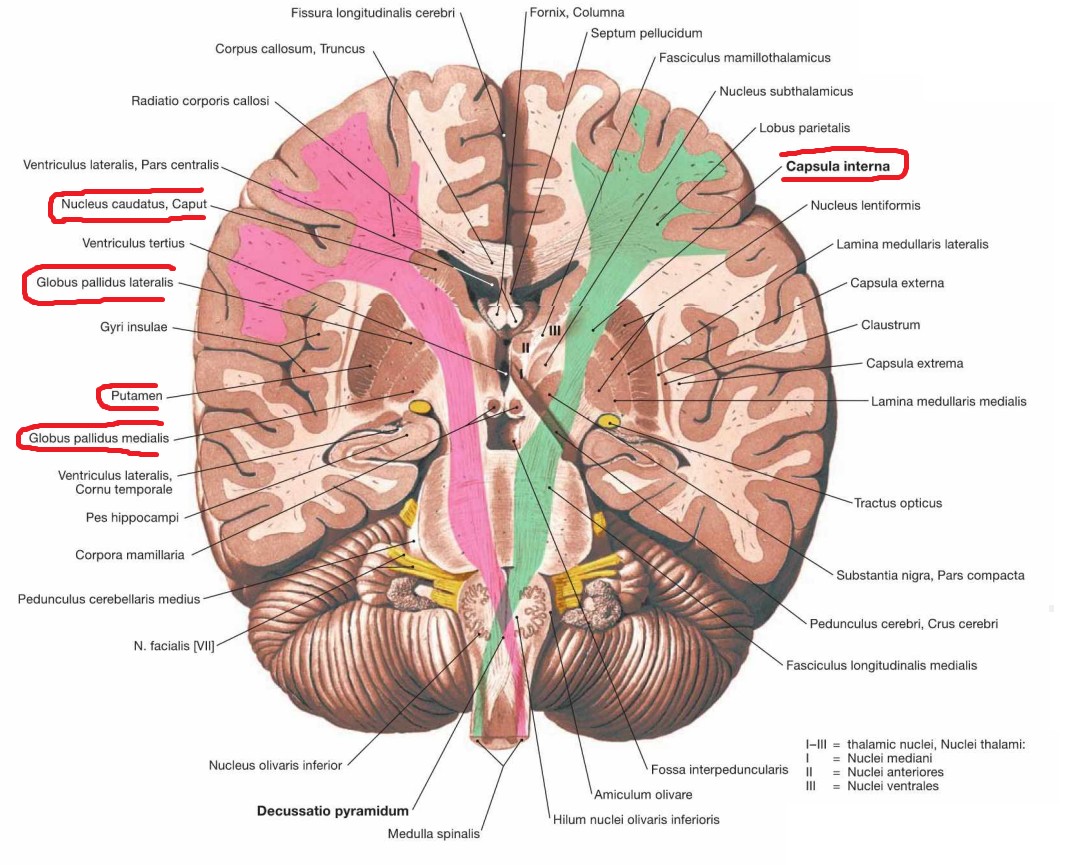 Fissura longitudinalis cerebri
Corpus callosum, Truncus
Radiatio corporis callosi
Ventriculus lateralis, Pars centralis
Nucleus caudatus, Caput
Ventriculus tertius
Globus pallidus lateralis
Gyri insulae
Putamen
Globus pallidus medialis
Ventriculus lateralis,
Cornu temporale
Pes hippocampi
Corpora mamillaria
Pedunculus cerebellaris medius
N. facialis [VII]
Nucleus olivaris inferior
Decussatio pyramidum
Medulla spinalis
Fornix, Columna
Septum pellucidum
Fasciculus mamillothalamicus
Nucleus subthalamicus
Lobus parietalis
Capsula interna
Nucleus lentiformis
Lamina medullaris lateralis
Capsula externa
Claustrum
Capsula extrema
Lamina medullaris medialis
Tractus opticus
Substantia nigra, Pars compacta
Pedunculus cerebri, Crus cerebri
Fasciculus longitudinalis medialis
Fossa interpeduncularis
Amiculum olivare
Hilum nuclei olivaris inferioris
III
II
I
I–III = thalamic nuclei, Nuclei thalami:
I = Nuclei mediani
II = Nuclei anteriores
III = Nuclei ventrales